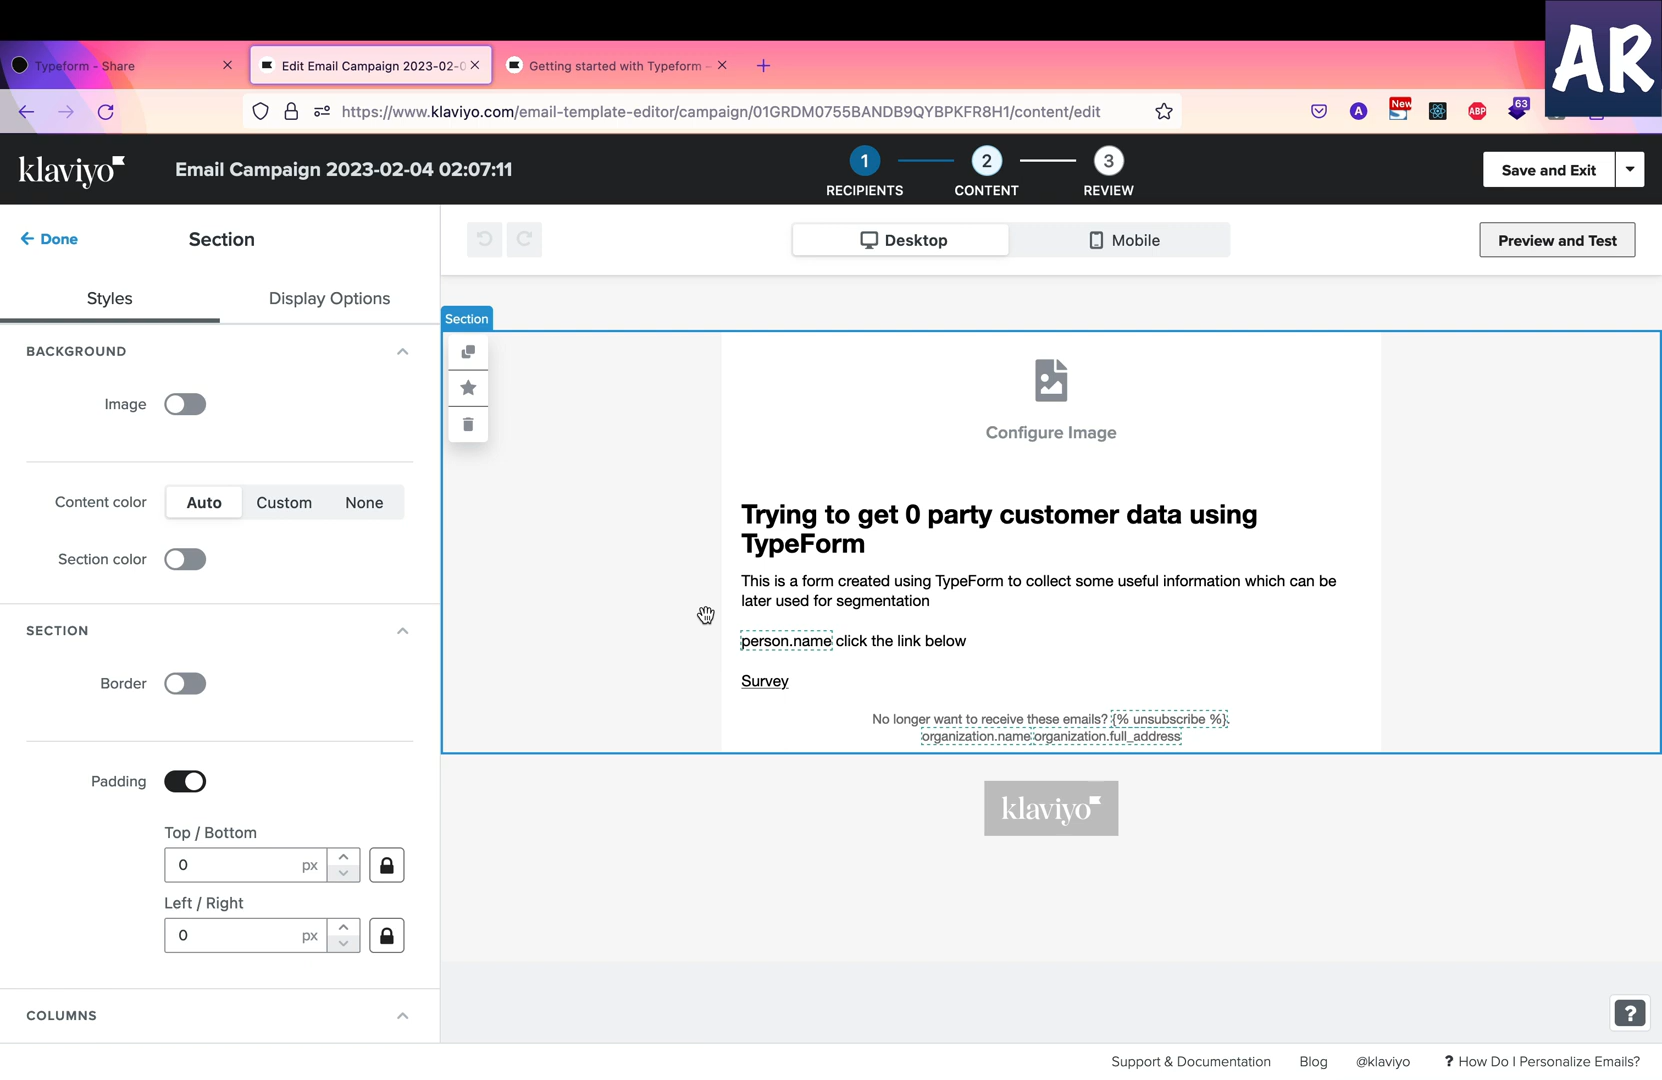 AR
Typeform - Share
Edit Email Campaign 2023-02-0
Getting started with Typeform -
https://www.klaviyo.com/email-template-editor/campaign/01GRDM0755BANDB9QYBPKFR8H1/content/edit
A
New
S
ABP
63
klaviyo
Email Campaign 2023-02-04 02:07:11
1
RECIPIENTS
2
CONTENT
3
REVIEW
Save and Exit
Done
Section
Desktop
Mobile
Preview and Test
Styles
Display Options
Section
BACKGROUND
Image
Content color
Auto
Custom
None
Section color
SECTION
Border
Padding
Top / Bottom
0
px
Left / Right
0
px
COLUMNS
Configure Image
Trying to get 0 party customer data using
TypeForm
This is a form created using TypeForm to collect some useful information which can be
later used for segmentation
person.name click the link below
Survey
No longer want to receive these emails? {% unsubscribe %}.
organization.name organization.full_address
klaviyo
?
Support & Documentation
Blog
@klaviyo
? How Do I Personalize Emails?